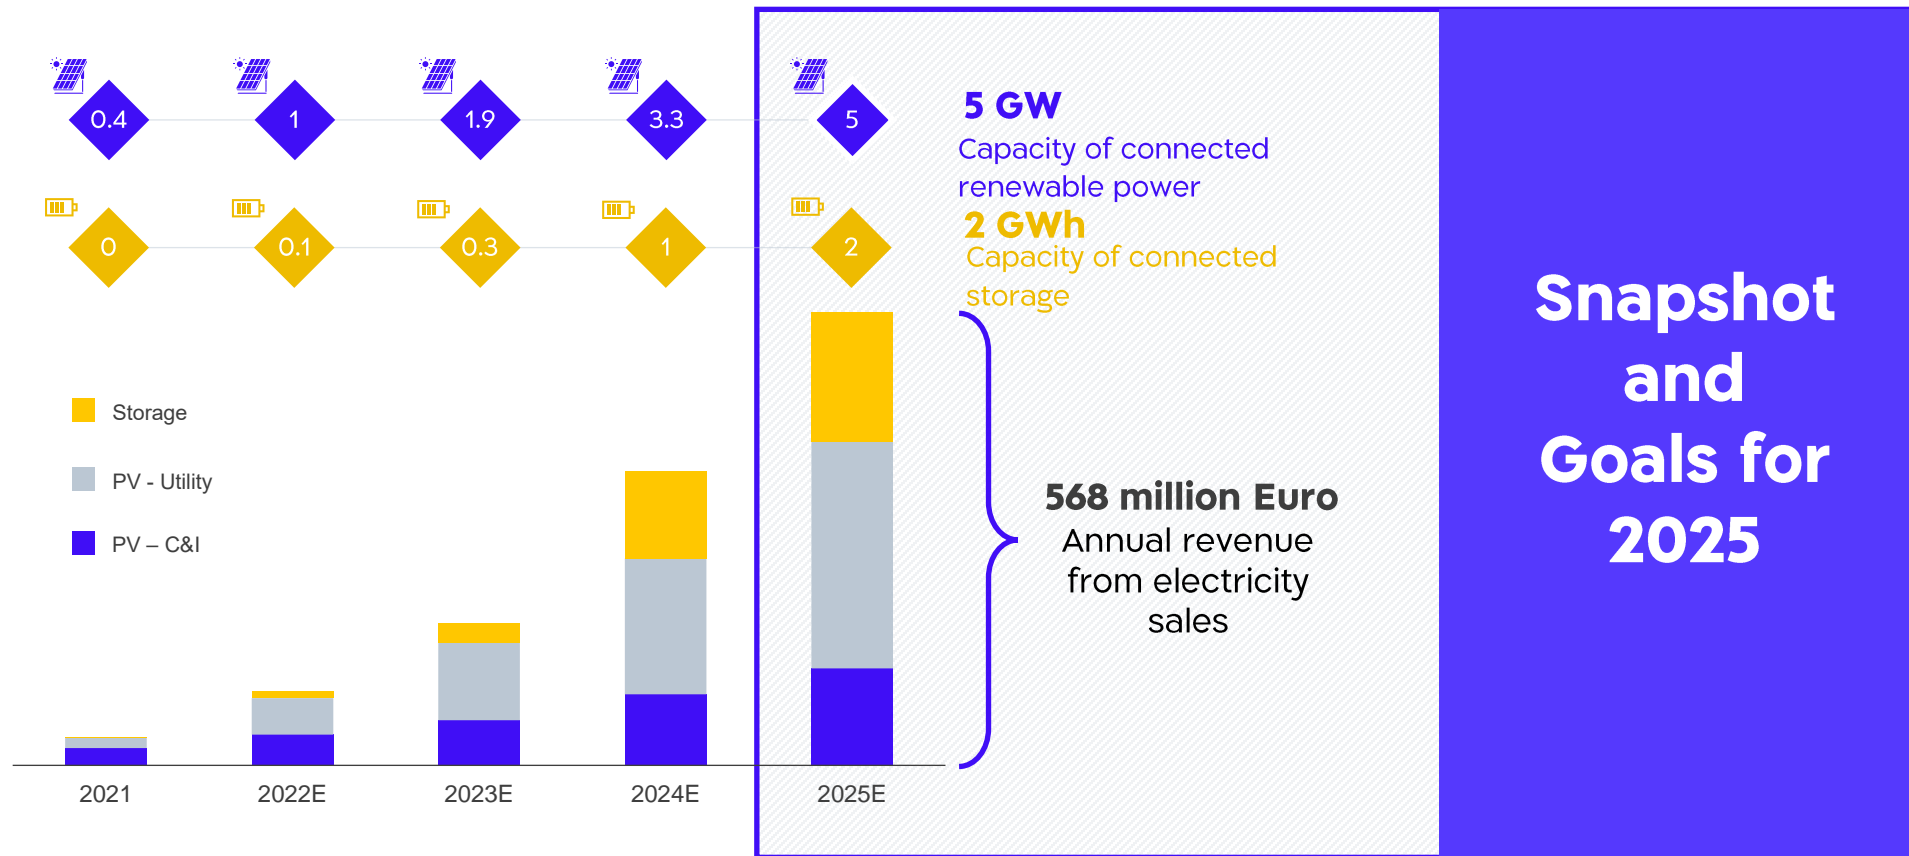 0.4
1
1.9
3.3
5
5 GW
Capacity of connected
renewable power
0
0.1
0.3
1
2
2 GWh
Capacity of connected
storage
Storage
PV - Utility
PV – C&I
568 million Euro
Annual revenue
from electricity
sales
2021
2022E
2023E
2024E
2025E
Snapshot
and
Goals for
2025